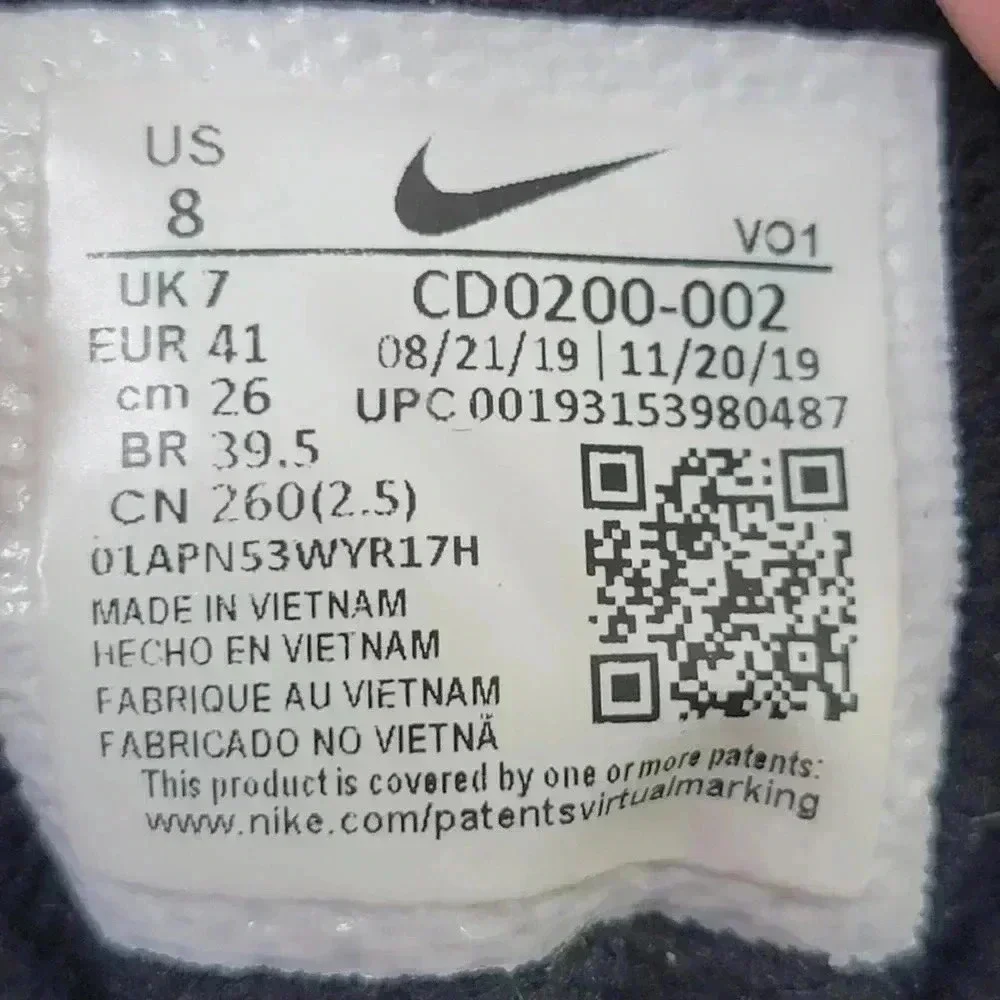 US
8
VO1
UK 7
CD0200-002
EUR 41
08/21/19 | 11/20/19
cm 26
UPC 00193153980487
BR 39.5
CN 260(2.5)
01APN53WYR17H
MADE IN VIETNAM
HECHO EN VIETNAM
FABRIQUE AU VIETNAM
FABRICADO NO VIETNÃ
This product is covered by one or more patents:
www.nike.com/patentsvirtualmarking